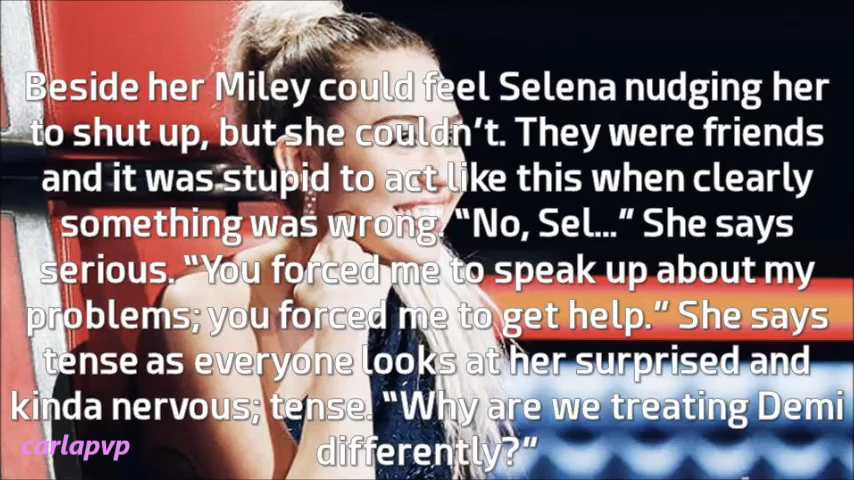 Beside her Miley could feel Selena nudging her
to shut up, but she couldn't. They were friends
and it was stupid to act like this when clearly
something was wrong. “No, Sel...” She says
serious. “You forced me to speak up about my
problems; you forced me to get help.” She says
tense as everyone looks at her surprised and
kinda nervous; tense. “Why are we treating Demi
differently?”
carlapvp